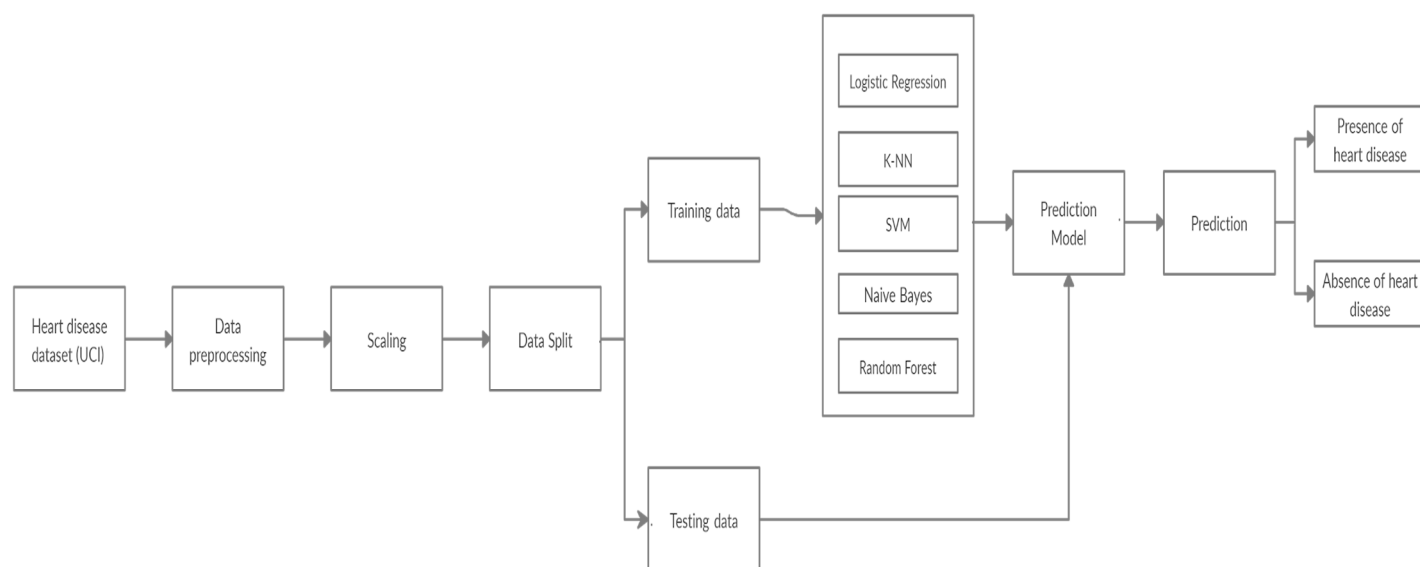 Heart disease
dataset (UCI)
Data
preprocessing
Scaling
Data Split
Training data
Testing data
Logistic Regression
K-NN
SVM
Naive Bayes
Random Forest
Prediction
Model
Prediction
Presence of
heart disease
Absence of heart
disease